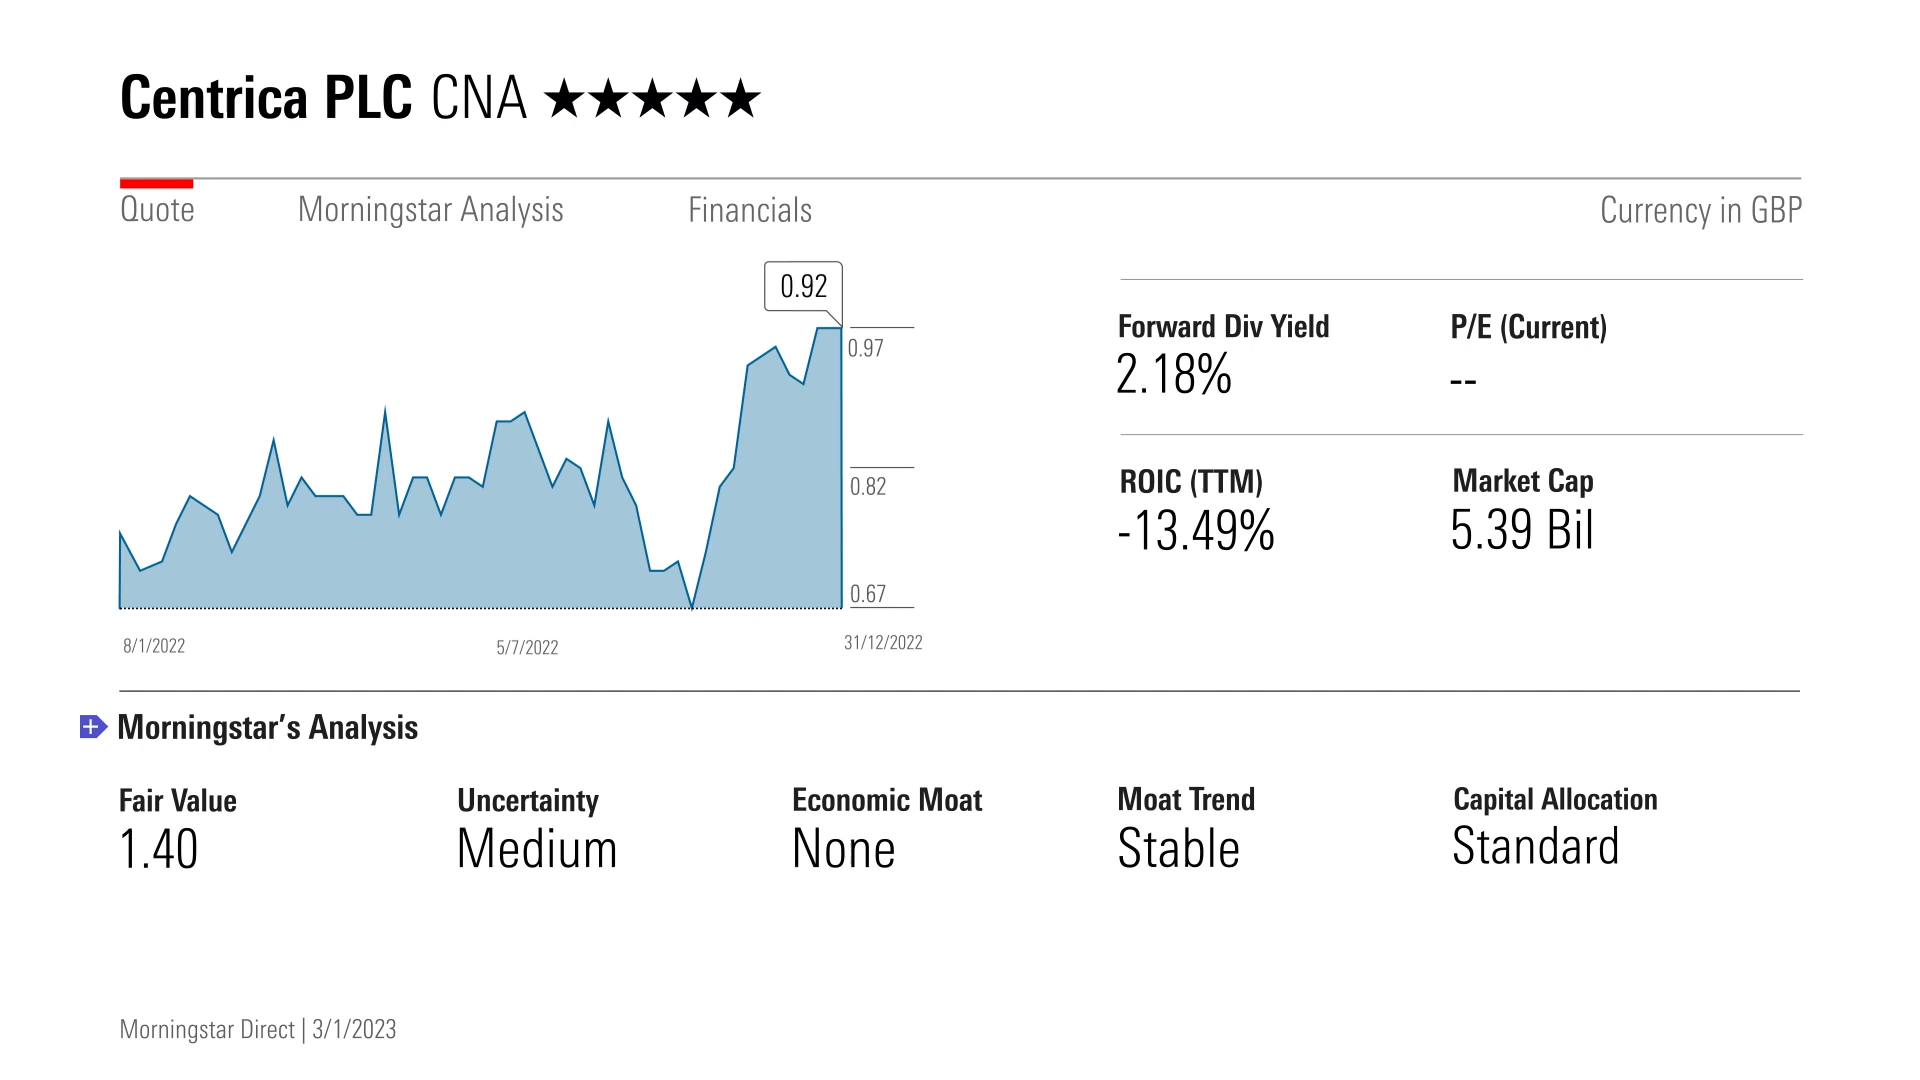 Centrica PLC CNA ★★★★★
Quote Morningstar Analysis Financials Currency in GBP
0.92
0.97
0.82
0.67
8/1/2022 5/7/2022 31/12/2022
Forward Div Yield P/E (Current)
2.18% --
ROIC (TTM) Market Cap
-13.49% 5.39 Bil
Morningstar’s Analysis
Fair Value Uncertainty Economic Moat Moat Trend Capital Allocation
1.40 Medium None Stable Standard
Morningstar Direct | 3/1/2023